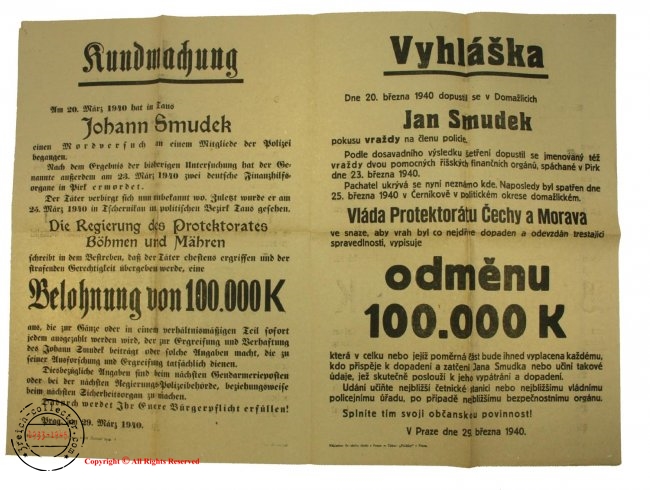 Kundmachung
Am 20. März 1940 hat in Taus
Johann Smudek
einen Mordversuch an einem Mitgliede der Polizei
begangen.
Nach dem Ergebnis der bisherigen Untersuchung hat der Ge-
nannte außerdem am 23. März 1940 zwei deutsche Finanzhilfs-
organe in Pirk ermordet.
Der Täter verbirgt sich nun unbekannt wo. Zuletzt wurde er am
25. März 1940 in Tschernikau im politischen Bezirk Taus gesehen.
Die Regierung des Protektorates
Böhmen und Mähren
schreibt in dem Bestreben, daß der Täter ehestens ergriffen und der
strafenden Gerechtigkeit übergeben werde, eine
Belohnung von 100.000 K
aus, die zur Gänze oder in einem verhältnismäßigen Teil sofort
jedem ausgezahlt werden wird, der zur Ergreifung und Verhaftung
des Johann Smudek beiträgt oder solche Angaben macht, die zu
seiner Ausforschung und Ergreifung tatsächlich dienen.
Diesbezügliche Angaben sind beim nächsten Gendarmerieposten
oder bei der nächsten Regierungs-Polizeibehörde, beziehungsweise
beim nächsten Sicherheitsorgan zu machen.
Dadurch werdet Ihr Eure Bürgerpflicht erfüllen!
Prag, 29. März 1940.
Vyhláška
Dne 20. března 1940 dopustil se v Domažlicích
Jan Smudek
pokusu vraždy na členu policie.
Podle dosavadního výsledku šetření dopustil se jmenovaný též
vraždy dvou pomocných říšských finančních orgánů, spáchané v Pirk
dne 23. března 1940.
Pachatel ukrývá se nyní neznámo kde. Naposledy byl spatřen dne
25. března 1940 v Černíkově v politickém okrese domažlickém.
Vláda Protektorátu Čechy a Morava
ve snaze, aby vrah byl co nejdříve dopaden a odevzdán trestající
spravedlnosti, vypisuje
odměnu
100.000 K
která v celku nebo jejíž poměrná část bude ihned vyplacena každému,
kdo přispěje k dopadení a zatčení Jana Smudka nebo učiní takové
údaje, jež skutečně poslouží k jeho vypátrání a dopadení.
Udání učiňte nejbližší četnické stanici nebo nejbližšímu vládnímu
policejnímu úřadu, po případě nejbližšímu bezpečnostnímu orgánu.
Splníte tím svoji občanskou povinnost!
V Praze dne 29. března 1940.
3reich-collector.com
1933-1945
Copyright © All Rights Reserved